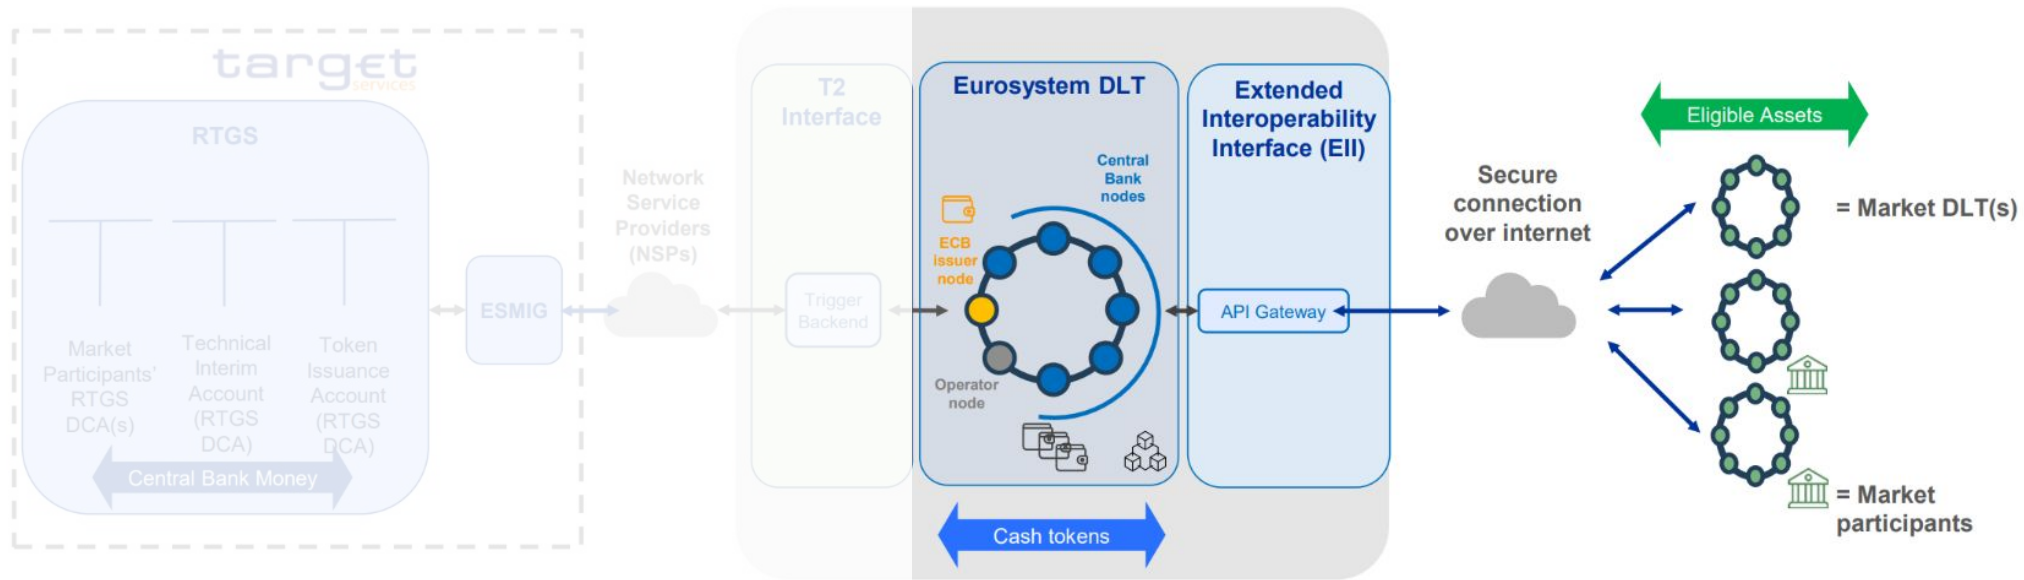 target
services
RTGS
Market
Participants'
RTGS
DCA(s)
Technical
Interim
Account
(RTGS
DCA)
Token
Issuance
Account
(RTGS
DCA)
Central Bank Money
ESMIG
Network
Service
Providers
(NSPs)
T2
Interface
Trigger
Backend
Eurosystem DLT
Central
Bank
nodes
ECB
issuer
node
Operator
node
Cash tokens
Extended
Interoperability
Interface (EII)
API Gateway
Secure
connection
over internet
Eligible Assets
= Market DLT(s)
= Market
participants